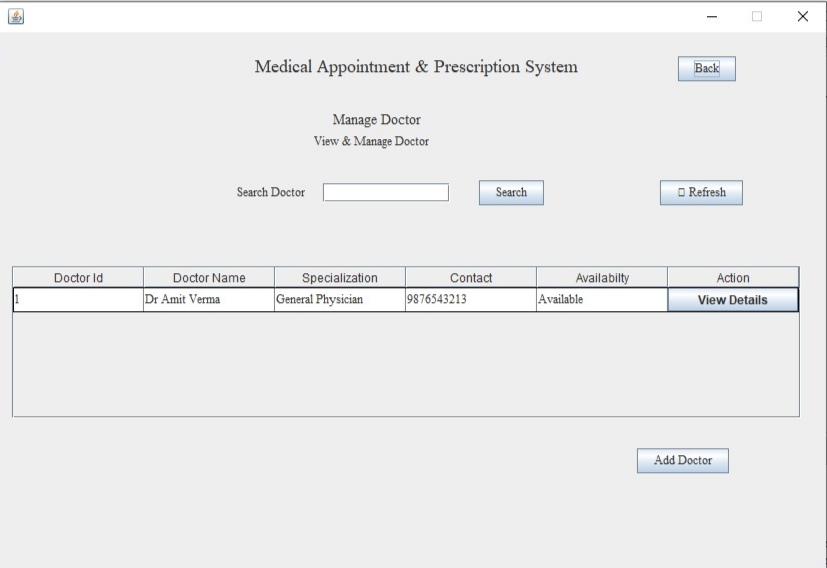 Medical Appointment & Prescription System
Back
Manage Doctor
View & Manage Doctor
Search Doctor Search □ Refresh
Doctor Id Doctor Name Specialization Contact Availabilty Action
1 Dr Amit Verma General Physician 9876543213 Available View Details
Add Doctor